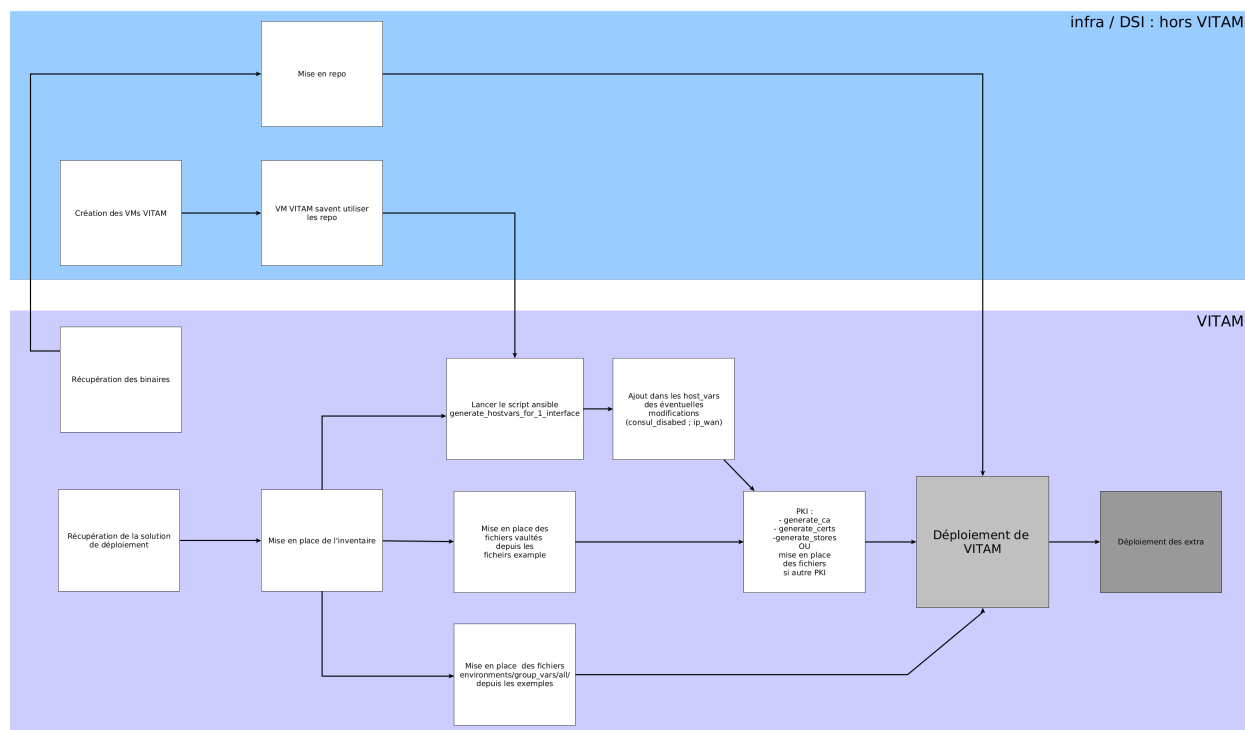 infra / DSI : hors VITAM
Mise en repo
Création des VMs VITAM
VM VITAM savent utiliser
les repo
VITAM
Récupération des binaires
Lancer le script ansible
generate_hostvars_for_1_interface
Ajout dans les host_vars
des éventuelles
modifications
(consul_disabed ; ip_wan)
Récupération de la solution
de déploiement
Mise en place de l'inventaire
Mise en place des
fichiers vaultés
depuis les
ficheirs example
PKI :
- generate_ca
- generate_certs
-generate_stores
OU
mise en place
des fichiers
si autre PKI
Déploiement de
VITAM
Déploiement des extra
Mise en place  des fichiers
environments/group_vars/all/
depuis les exemples